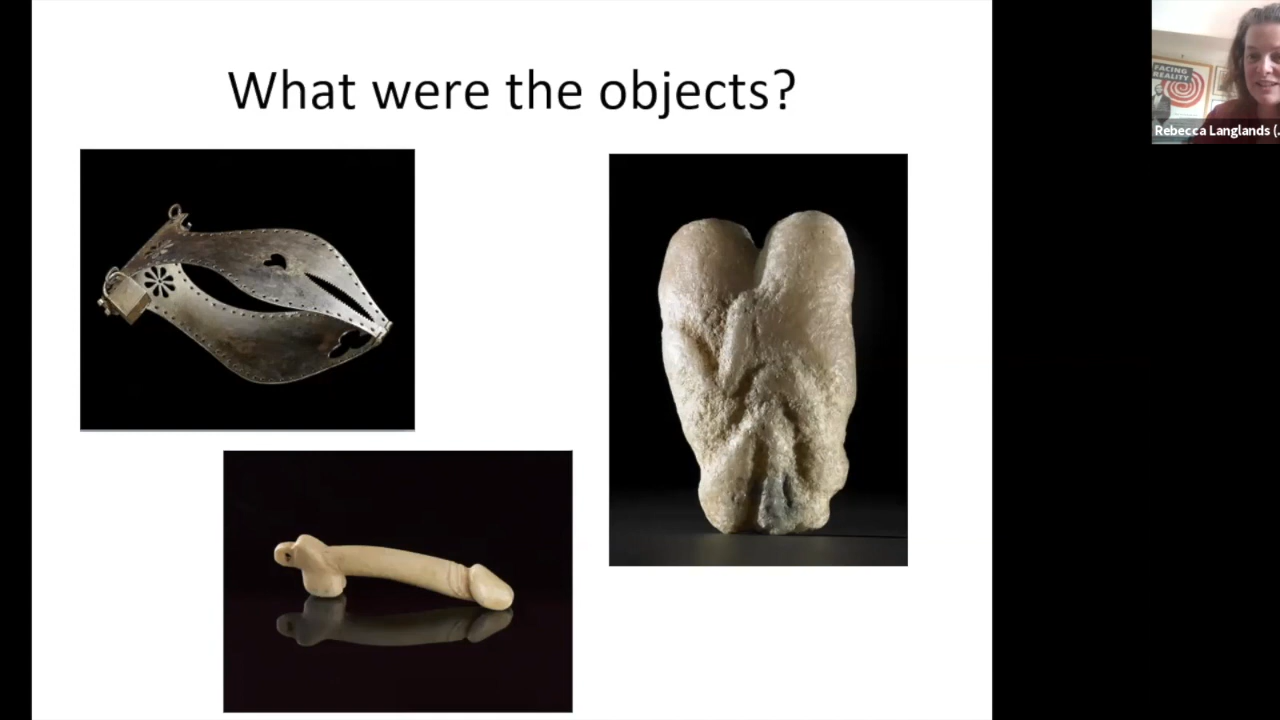 What were the objects?
FACING
REALITY
Rebecca Langlands (.